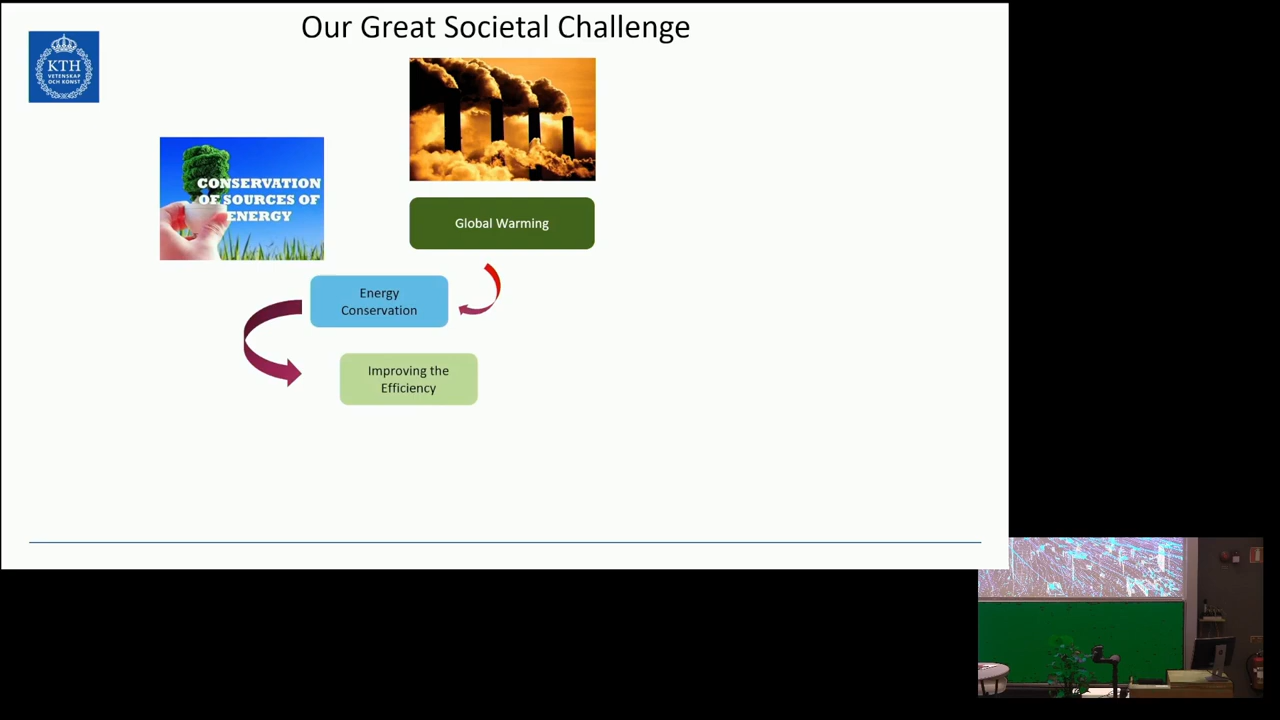 Our Great Societal Challenge
KTH
VETENSKAP
OCH KONST
CONSERVATION
OF SOURCES OF
ENERGY
Global Warming
Energy
Conservation
Improving the
Efficiency